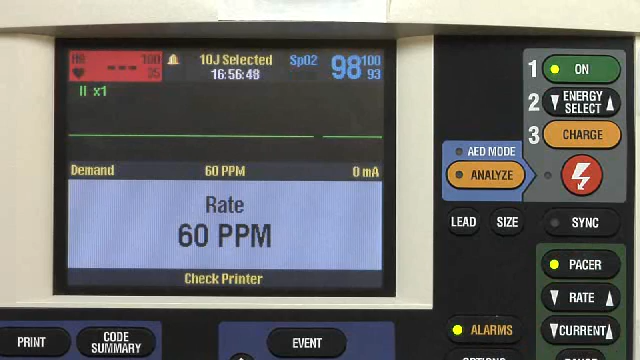 HR
---
100
35
10J Selected
16:56:48
SpO2
98
100
93
II x1
Demand
60 PPM
0 mA
Rate
60 PPM
Check Printer
1 ON
2 ENERGY SELECT
3 CHARGE
AED MODE
ANALYZE
LEAD
SIZE
SYNC
PACER
RATE
CURRENT
PRINT
CODE
SUMMARY
EVENT
ALARMS
OPTIONS